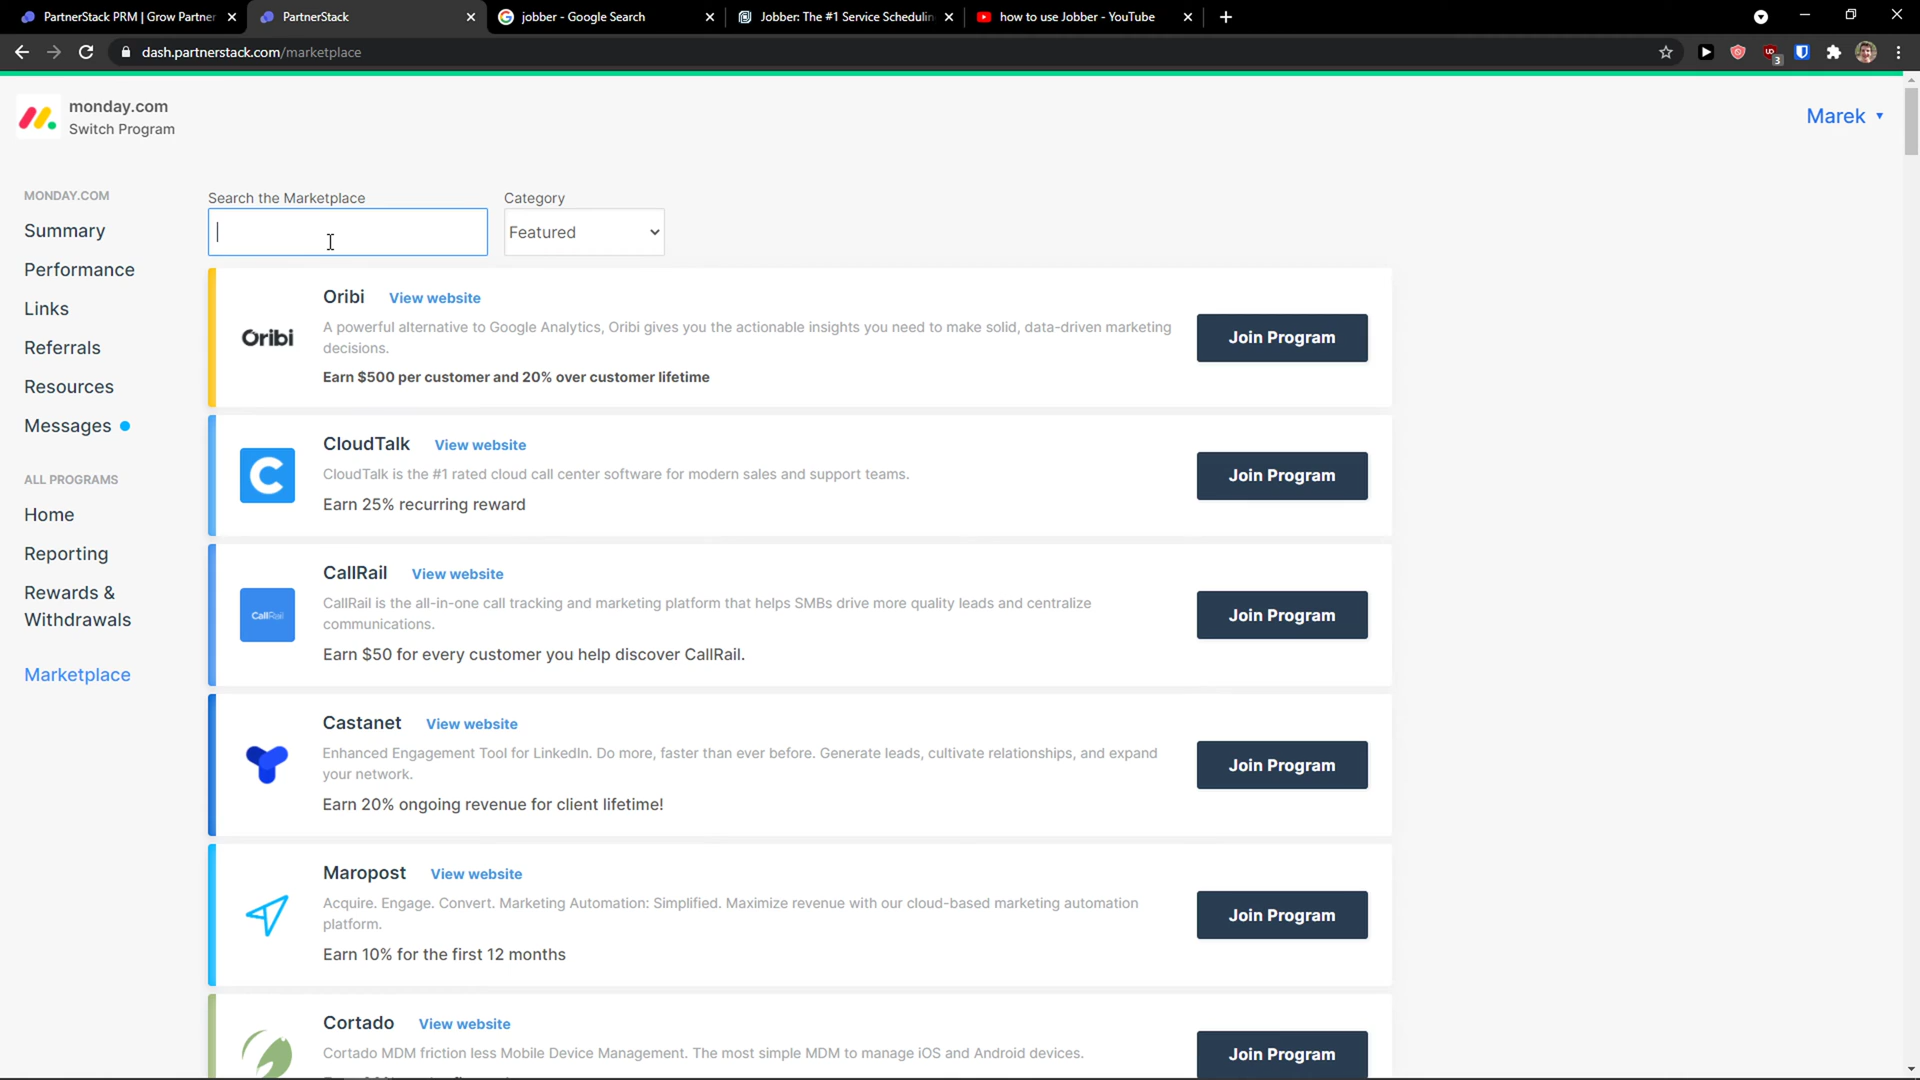 PartnerStack PRM | Grow Partner
PartnerStack
jobber - Google Search
Jobber: The #1 Service Schedulin
how to use Jobber - YouTube
dash.partnerstack.com/marketplace
3
monday.com
Switch Program
Marek
MONDAY.COM
Summary
Performance
Links
Referrals
Resources
Messages
ALL PROGRAMS
Home
Reporting
Rewards &
Withdrawals
Marketplace
Search the Marketplace
Category
Featured
Oribi
Oribi View website
A powerful alternative to Google Analytics, Oribi gives you the actionable insights you need to make solid, data-driven marketing
decisions.
Earn $500 per customer and 20% over customer lifetime
Join Program
C
CloudTalk View website
CloudTalk is the #1 rated cloud call center software for modern sales and support teams.
Earn 25% recurring reward
Join Program
CallRail
CallRail View website
CallRail is the all-in-one call tracking and marketing platform that helps SMBs drive more quality leads and centralize
communications.
Earn $50 for every customer you help discover CallRail.
Join Program
Castanet View website
Enhanced Engagement Tool for LinkedIn. Do more, faster than ever before. Generate leads, cultivate relationships, and expand
your network.
Earn 20% ongoing revenue for client lifetime!
Join Program
Maropost View website
Acquire. Engage. Convert. Marketing Automation: Simplified. Maximize revenue with our cloud-based marketing automation
platform.
Earn 10% for the first 12 months
Join Program
Cortado View website
Cortado MDM friction less Mobile Device Management. The most simple MDM to manage iOS and Android devices.
Join Program